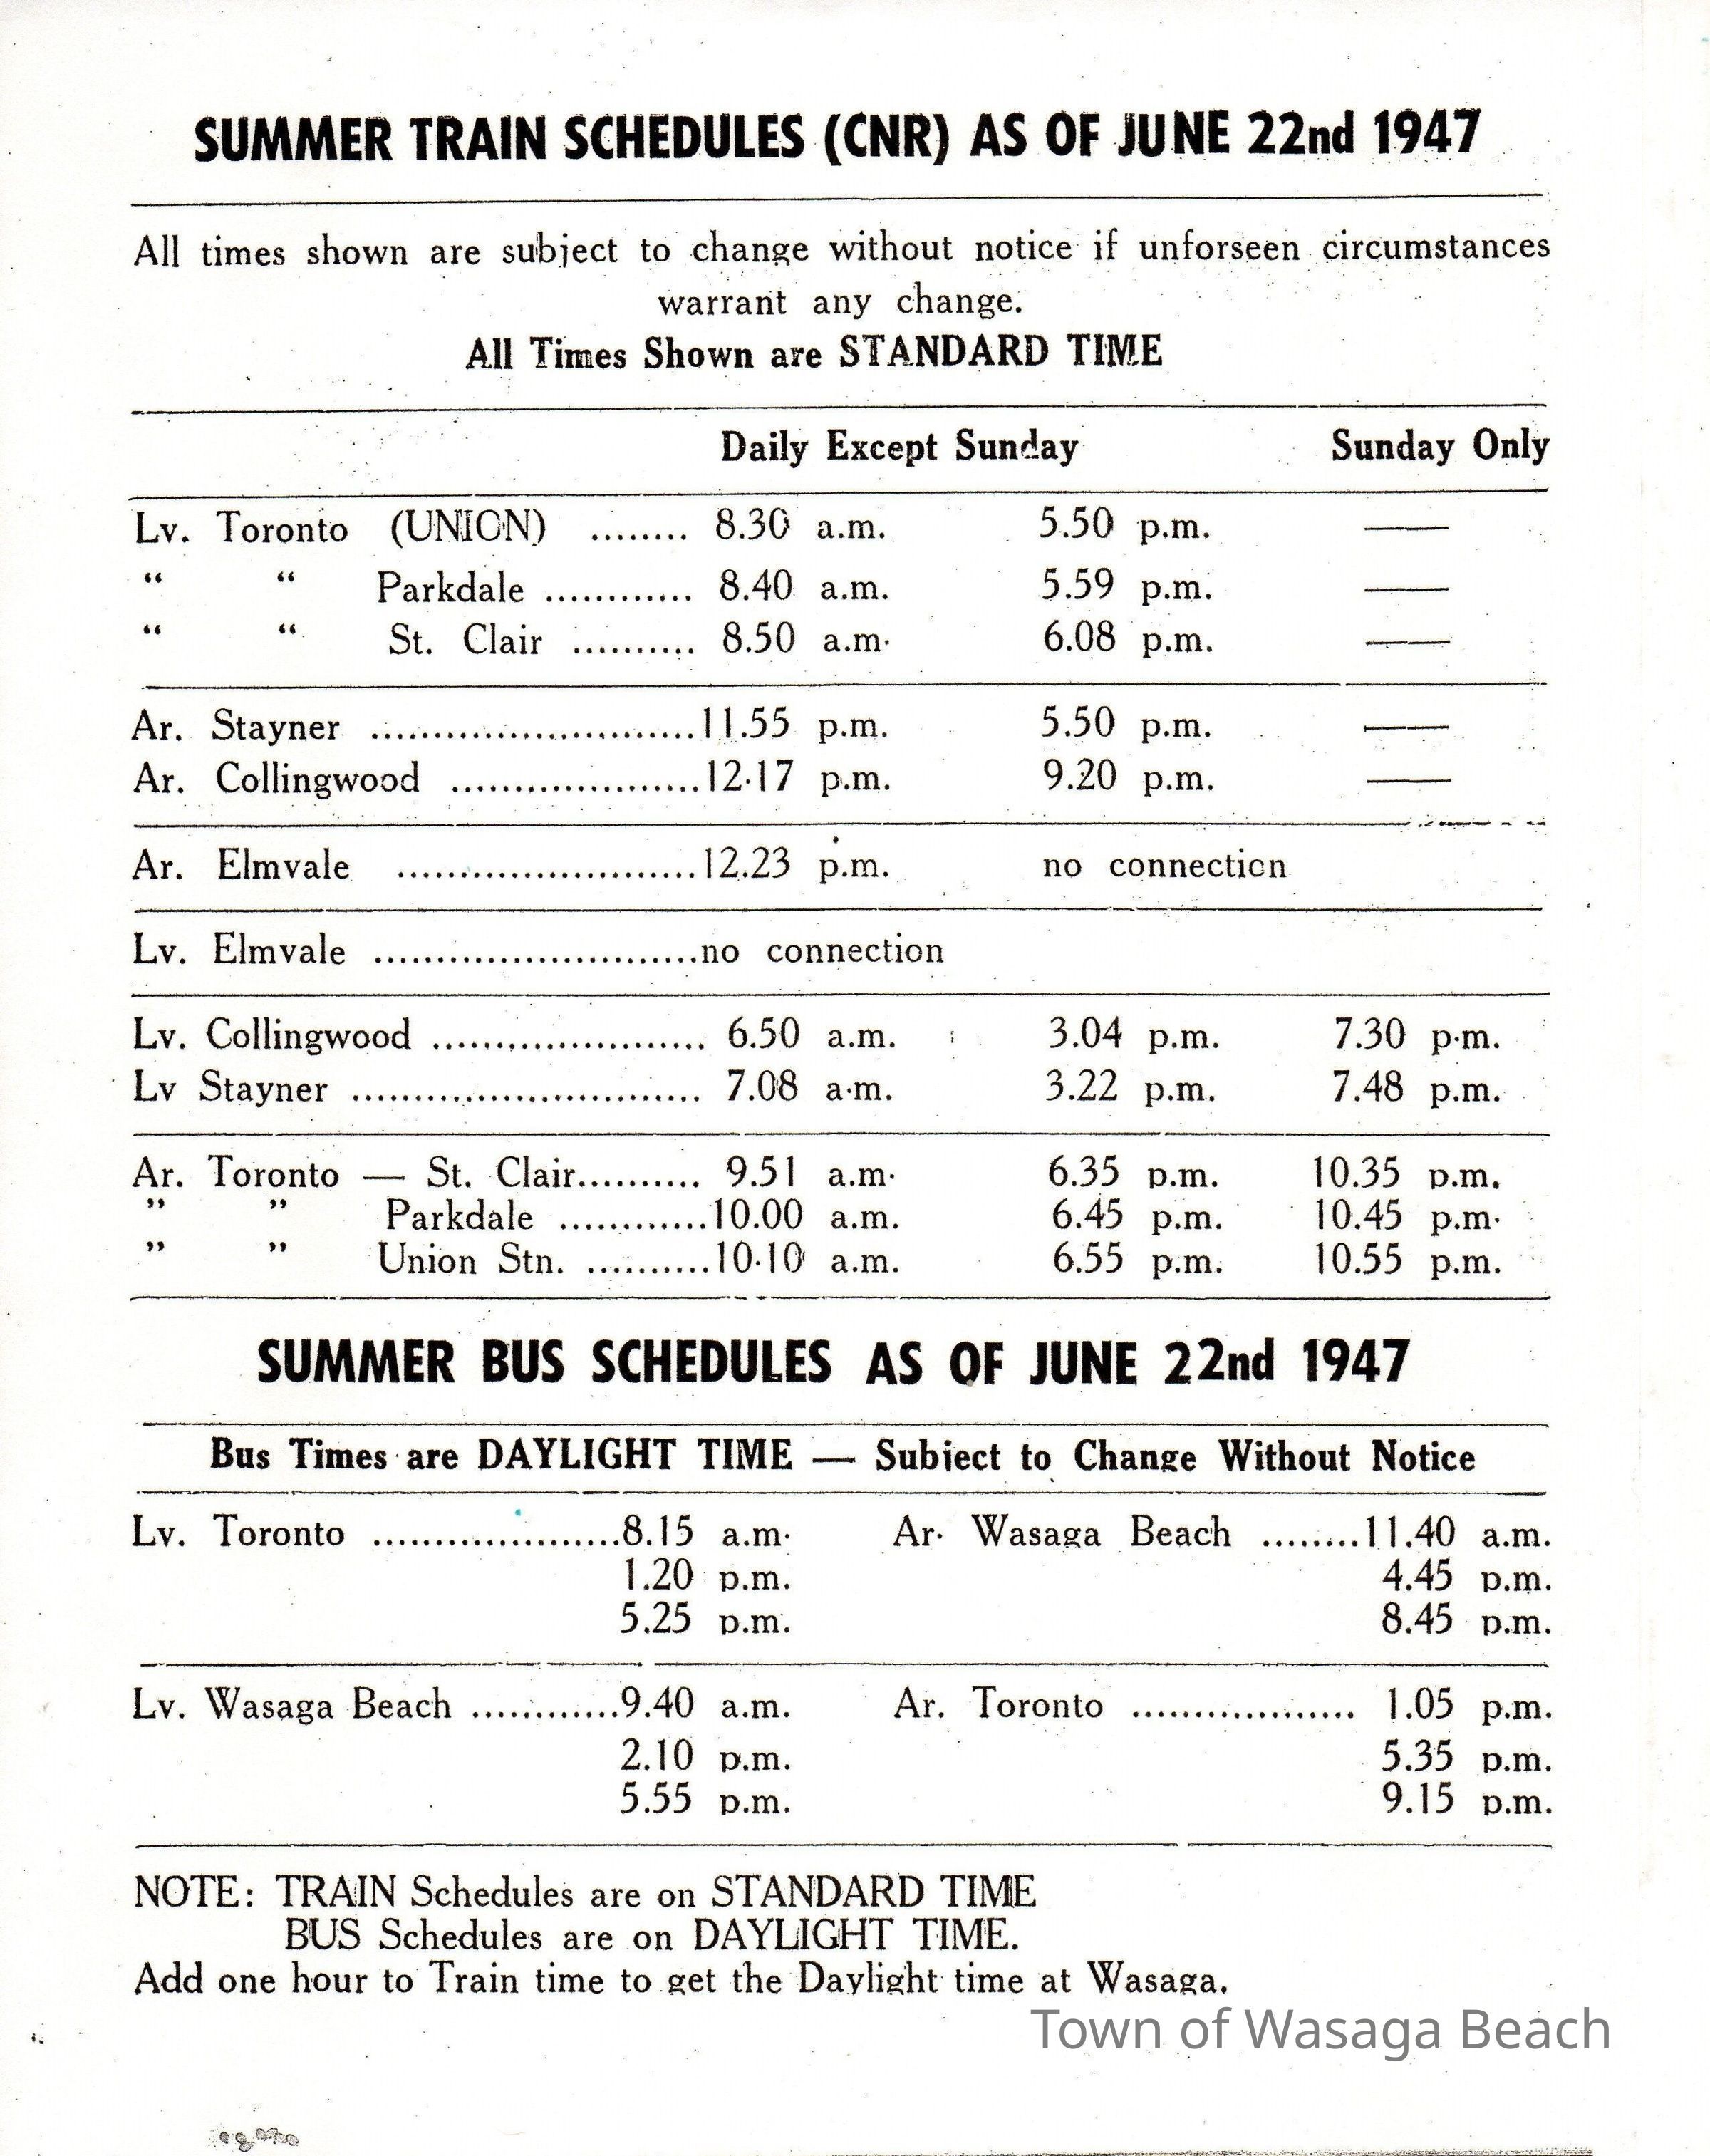 SUMMER TRAIN SCHEDULES (CNR) AS OF JUNE 22nd 1947
All times shown are subject to change without notice if unforseen circumstances
warrant any change.
All Times Shown are STANDARD TIME
Daily Except Sunday Sunday Only
Lv. Toronto (UNION) ........ 8.30 a.m. 5.50 p.m. ——
“ “ Parkdale ............ 8.40 a.m. 5.59 p.m. ——
“ “ St. Clair .......... 8.50 a.m. 6.08 p.m. ——
Ar. Stayner ..........................11.55 p.m. 5.50 p.m. ——
Ar. Collingwood ....................12.17 p.m. 9.20 p.m. ——
Ar. Elmvale ........................12.23 p.m. no connection
Lv. Elmvale ..........................no connection
Lv. Collingwood ...................... 6.50 a.m. 3.04 p.m. 7.30 p.m.
Lv Stayner ............................ 7.08 a.m. 3.22 p.m. 7.48 p.m.
Ar. Toronto — St. Clair.......... 9.51 a.m. 6.35 p.m. 10.35 p.m.
” ” Parkdale ............10.00 a.m. 6.45 p.m. 10.45 p.m.
” ” Union Stn. ..........10.10 a.m. 6.55 p.m. 10.55 p.m.
SUMMER BUS SCHEDULES AS OF JUNE 22nd 1947
Bus Times are DAYLIGHT TIME — Subject to Change Without Notice
Lv. Toronto ....................8.15 a.m. Ar. Wasaga Beach ........11.40 a.m.
1.20 p.m. 4.45 p.m.
5.25 p.m. 8.45 p.m.
Lv. Wasaga Beach ............9.40 a.m. Ar. Toronto .................. 1.05 p.m.
2.10 p.m. 5.35 p.m.
5.55 p.m. 9.15 p.m.
NOTE: TRAIN Schedules are on STANDARD TIME
BUS Schedules are on DAYLIGHT TIME.
Add one hour to Train time to get the Daylight time at Wasaga.
Town of Wasaga Beach